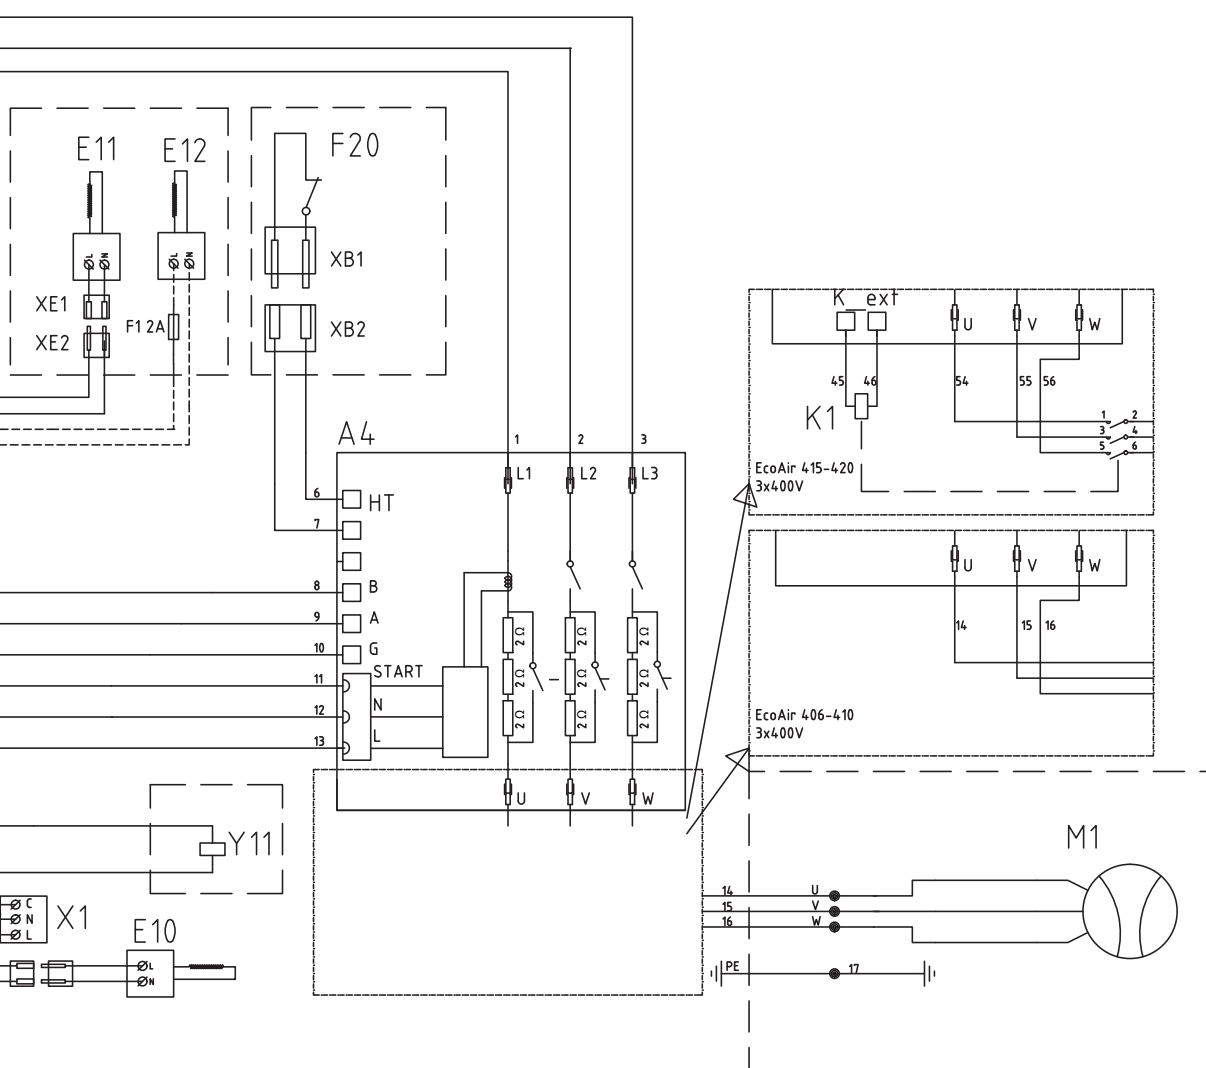 E11
E12
F20
L
N
L
N
XB1
XE1
F1 2A
XE2
XB2
K_ext
U
V
W
45
46
54
55
56
K1
1
2
3
4
5
6
EcoAir 415-420
3x400V
A4
1
2
3
L1
L2
L3
6
HT
7
8
B
9
A
10
G
11
START
12
N
13
L
2 Ω
2 Ω
2 Ω
2 Ω
2 Ω
2 Ω
2 Ω
2 Ω
2 Ω
U
V
W
U
V
W
14
15
16
EcoAir 406-410
3x400V
Y11
M1
14
U
15
V
16
W
PE
17
C
N
L
X1
E10
L
N